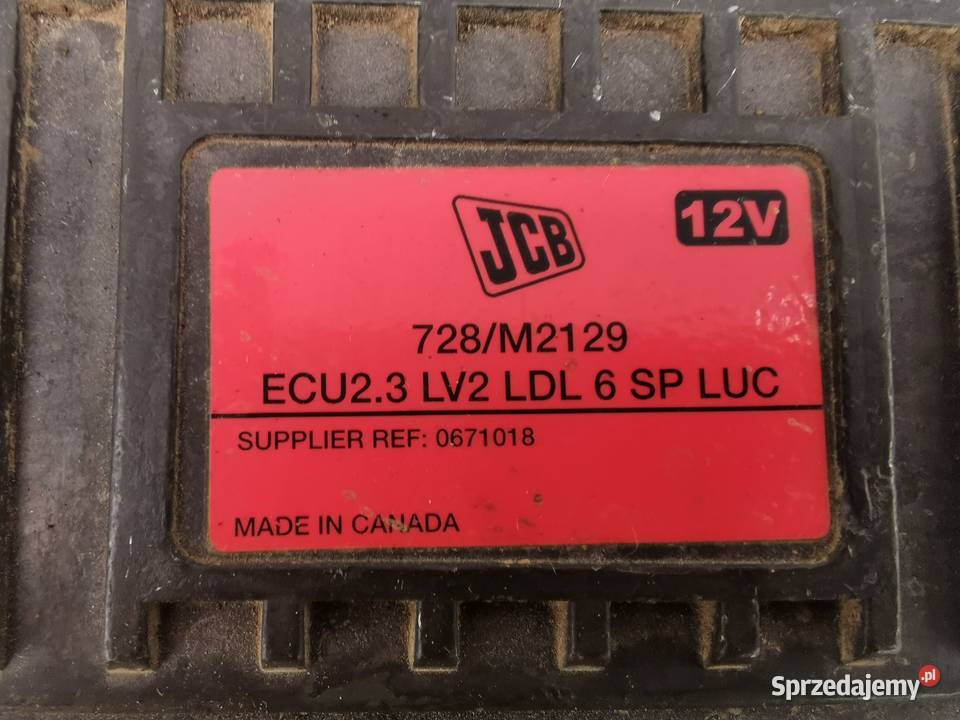 JCB
12V
728/M2129
ECU2.3 LV2 LDL 6 SP LUC
SUPPLIER REF: 0671018
MADE IN CANADA
Sprzedajemy.pl